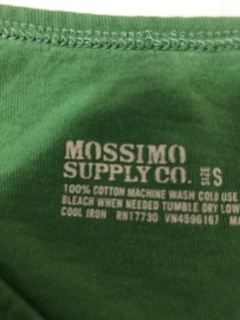 MOSSIMO
SUPPLY CO. SIZE S
100% COTTON MACHINE WASH COLD USE
BLEACH WHEN NEEDED TUMBLE DRY LOW
COOL IRON RN17730 VN4596167